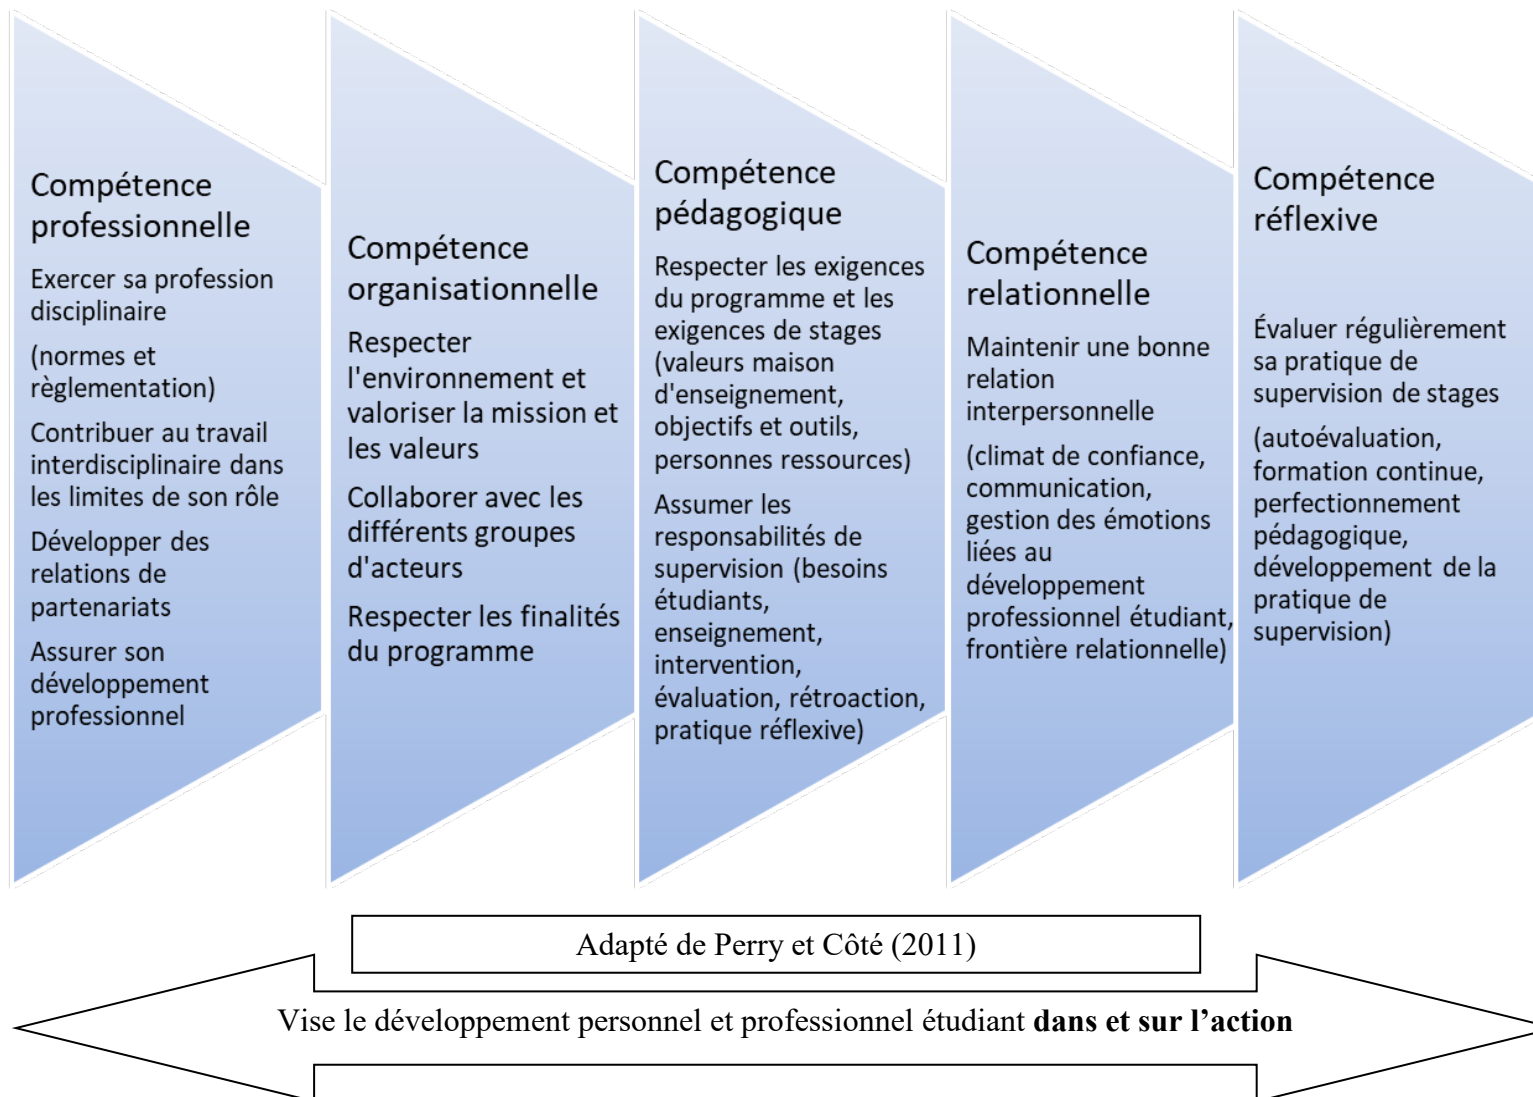 Compétence
professionnelle
Exercer sa profession
disciplinaire
(normes et
règlementation)
Contribuer au travail
interdisciplinaire dans
les limites de son rôle
Développer des
relations de
partenariats
Assurer son
développement
professionnel
Compétence
organisationnelle
Respecter
l'environnement et
valoriser la mission et
les valeurs
Collaborer avec les
différents groupes
d'acteurs
Respecter les finalités
du programme
Compétence
pédagogique
Respecter les exigences
du programme et les
exigences de stages
(valeurs maison
d'enseignement,
objectifs et outils,
personnes ressources)
Assumer les
responsabilités de
supervision (besoins
étudiants,
enseignement,
intervention,
évaluation, rétroaction,
pratique réflexive)
Compétence
relationnelle
Maintenir une bonne
relation
interpersonnelle
(climat de confiance,
communication,
gestion des émotions
liées au
développement
professionnel étudiant,
frontière relationnelle)
Compétence
réflexive
Évaluer régulièrement
sa pratique de
supervision de stages
(autoévaluation,
formation continue,
perfectionnement
pédagogique,
développement de la
pratique de
supervision)
Adapté de Perry et Côté (2011)
Vise le développement personnel et professionnel étudiant dans et sur l’action